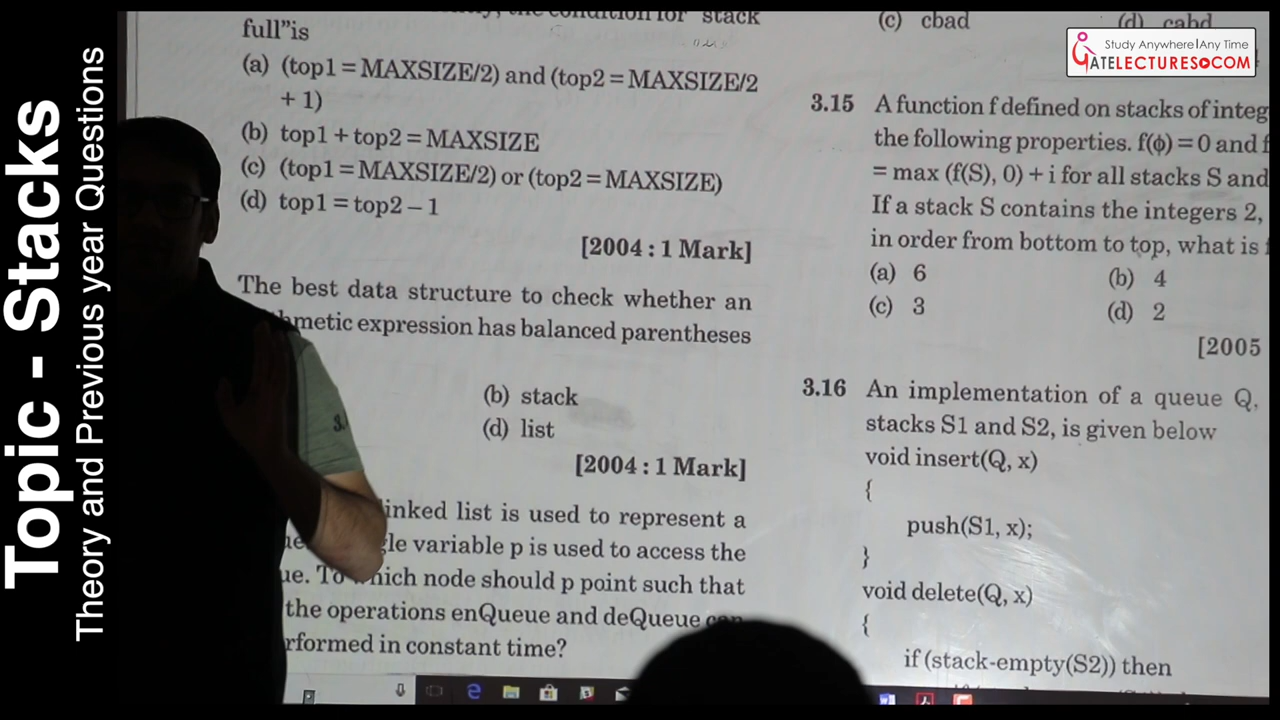 Topic - Stacks
Theory and Previous year Questions
the condition for "stack
full"is
(a) (top1 = MAXSIZE/2) and (top2 = MAXSIZE/2
+ 1)
(b) top1 + top2 = MAXSIZE
(c) (top1 = MAXSIZE/2) or (top2 = MAXSIZE)
(d) top1 = top2 – 1
[2004 : 1 Mark]
The best data structure to check whether an
expression has balanced parentheses
(b) stack
(d) list
[2004 : 1 Mark]
list is used to represent a
variable p is used to access the
To which node should p point such that
the operations enQueue and deQueue
in constant time?
(c) cbad
(d) cabd
Study Anywhere|Any Time
GATELECTURES.COM
3.15 A function f defined on stacks of integ
the following properties. f(ϕ) = 0 and f
= max (f(S), 0) + i for all stacks S and
If a stack S contains the integers 2,
in order from bottom to top, what is f
(a) 6
(b) 4
(c) 3
(d) 2
[2005
3.16 An implementation of a queue Q,
stacks S1 and S2, is given below
void insert(Q, x)
{
push(S1, x);
}
void delete(Q, x)
{
if (stack-empty(S2)) then